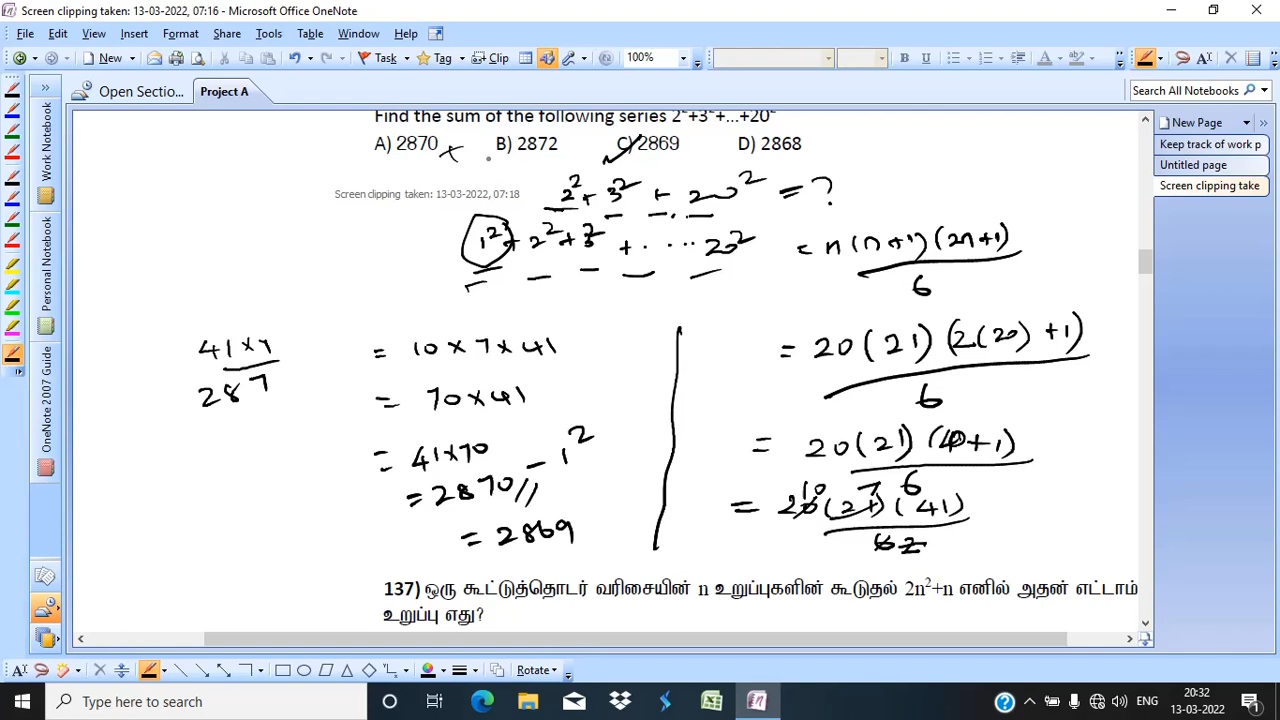 Screen clipping taken: 13-03-2022, 07:16 - Microsoft Office OneNote
File Edit View Insert Format Share Tools Table Window Help
New Task Tag Clip 100% B U A
Search All Notebooks
Open Sectio... Project A
New Page
Keep track of work p
Untitled page
Screen clipping take
Work Notebook
Personal Notebook
OneNote 2007 Guide
Find the sum of the following series 2²+3²+...+20²
A) 2870 B) 2872 C) 2869 D) 2868
Screen clipping taken: 13-03-2022, 07:18
2² + 3² + 20² = ?
1² + 2² + 3² + ..... 20² = n(n+1)(2n+1)
6
41×7
287
= 10 × 7 × 41
= 70×41
= 41×70 - 1²
= 2870 //
= 2869
= 20(21)(2(20)+1)
6
= 20(21)(40+1)
6
10 7
= 20(21)(41)
6 2
137) ஒரு கூட்டுத்தொடர் வரிசையின் n உறுப்புகளின் கூடுதல் 2n²+n எனில் அதன் எட்டாம்
உறுப்பு எது?
Rotate
Type here to search
ENG
20:32
13-03-2022